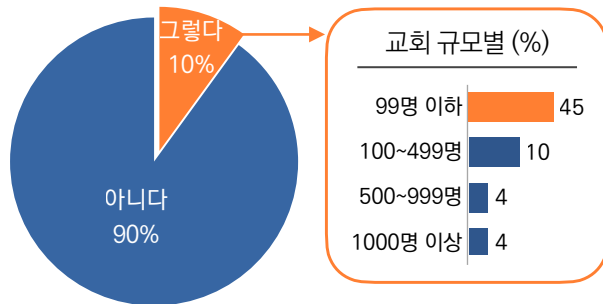 그렇다
10%
아니다
90%
교회 규모별 (%)
99명 이하 45
100~499명 10
500~999명 4
1000명 이상 4